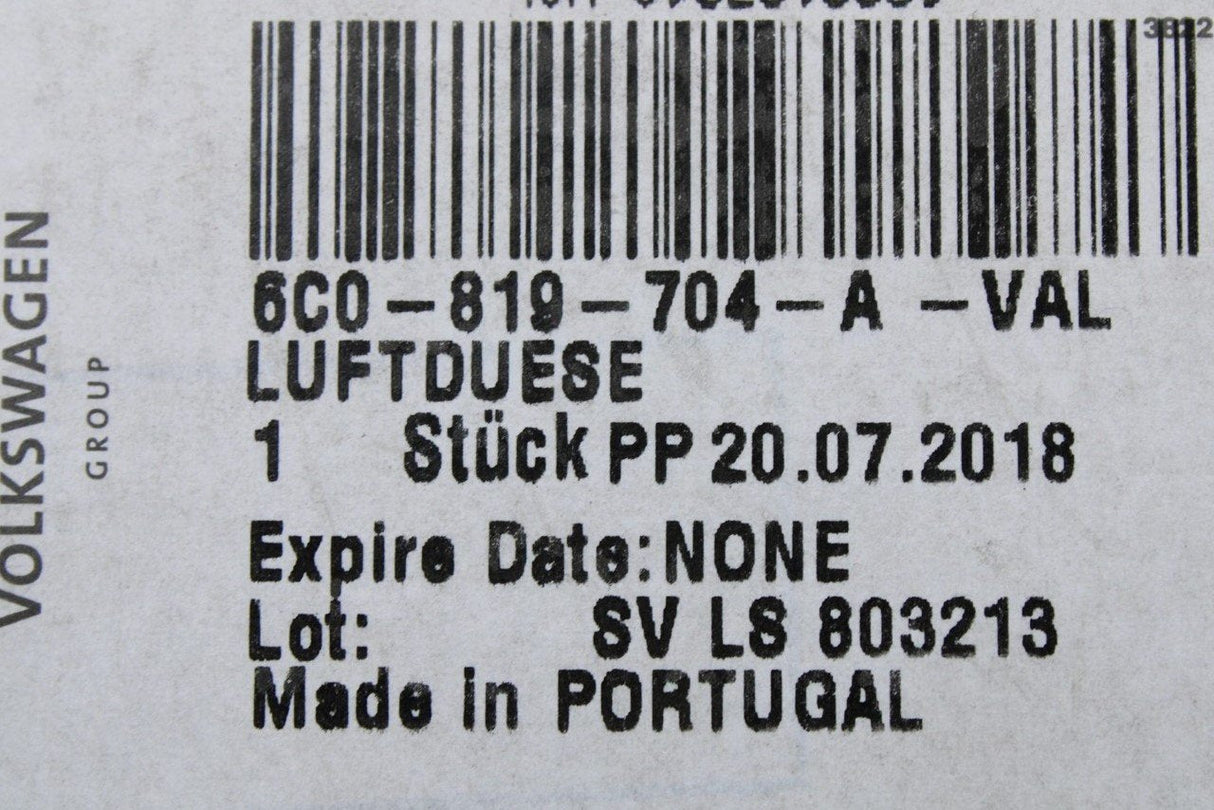 3822
6C0-819-704-A -VAL
LUFTDUESE
1 Stück PP 20.07.2018
Expire Date:NONE
Lot: SV LS 803213
Made in PORTUGAL
VOLKSWAGEN
GROUP